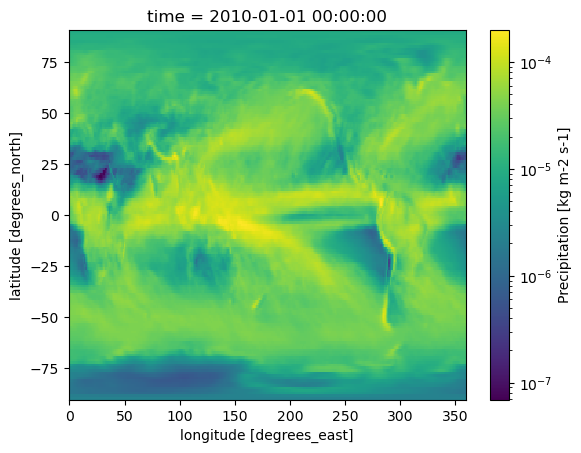 time = 2010-01-01 00:00:00
75
50
25
0
−25
−50
−75
latitude [degrees_north]
0 50 100 150 200 250 300 350
longitude [degrees_east]
10⁻⁴
10⁻⁵
10⁻⁶
10⁻⁷
Precipitation [kg m-2 s-1]